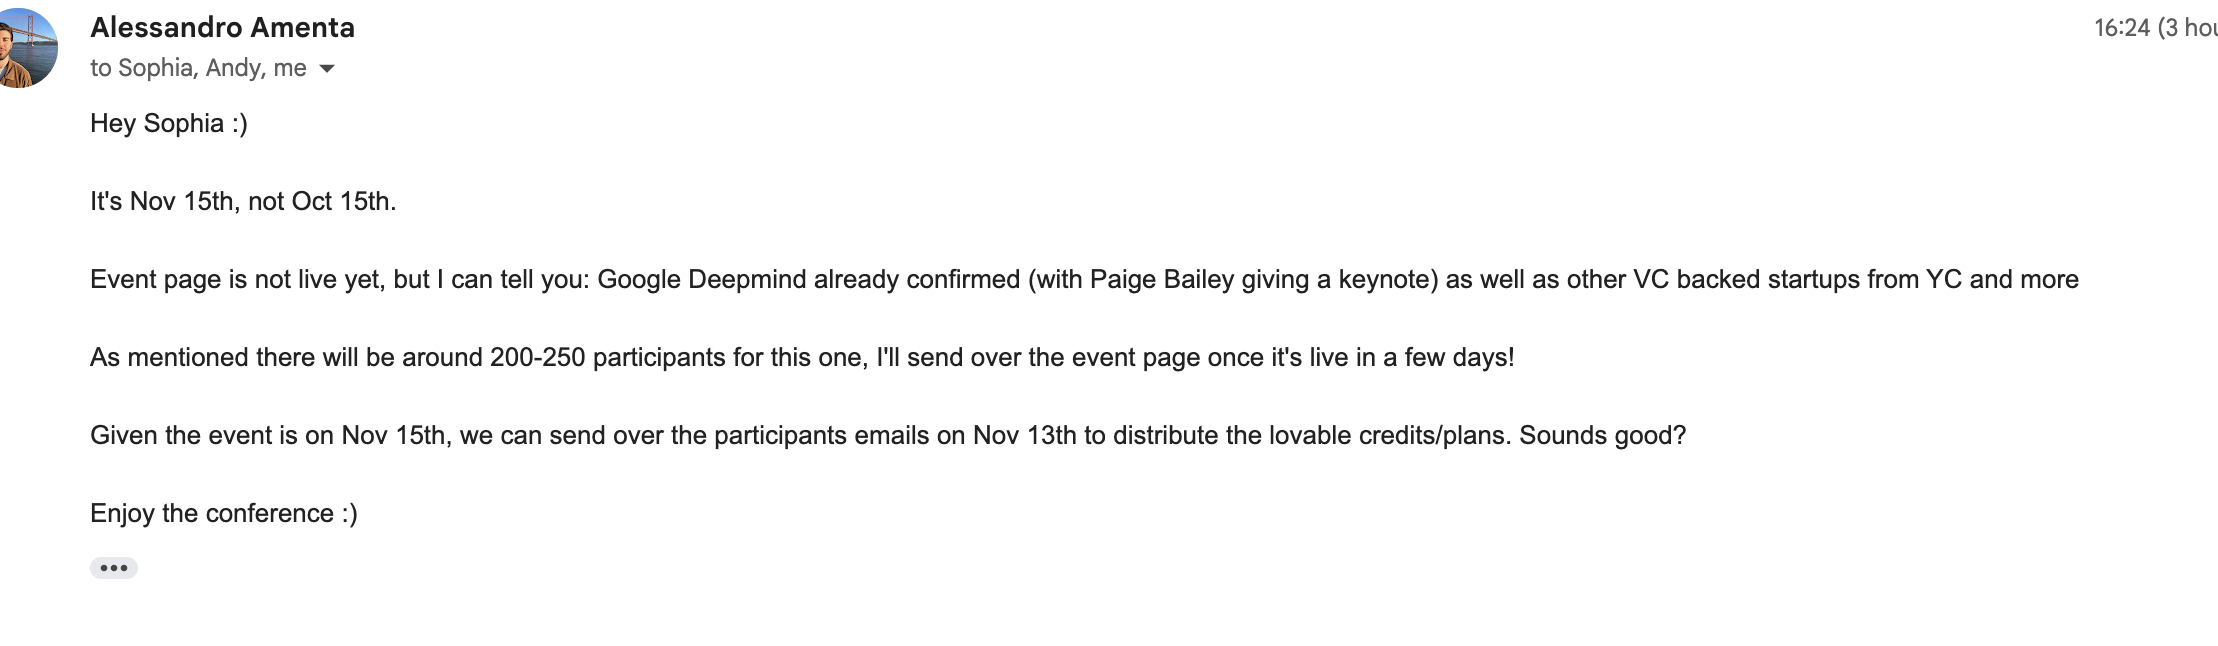 Alessandro Amenta
16:24 (3 hou
to Sophia, Andy, me
Hey Sophia :)
It's Nov 15th, not Oct 15th.
Event page is not live yet, but I can tell you: Google Deepmind already confirmed (with Paige Bailey giving a keynote) as well as other VC backed startups from YC and more
As mentioned there will be around 200-250 participants for this one, I'll send over the event page once it's live in a few days!
Given the event is on Nov 15th, we can send over the participants emails on Nov 13th to distribute the lovable credits/plans. Sounds good?
Enjoy the conference :)